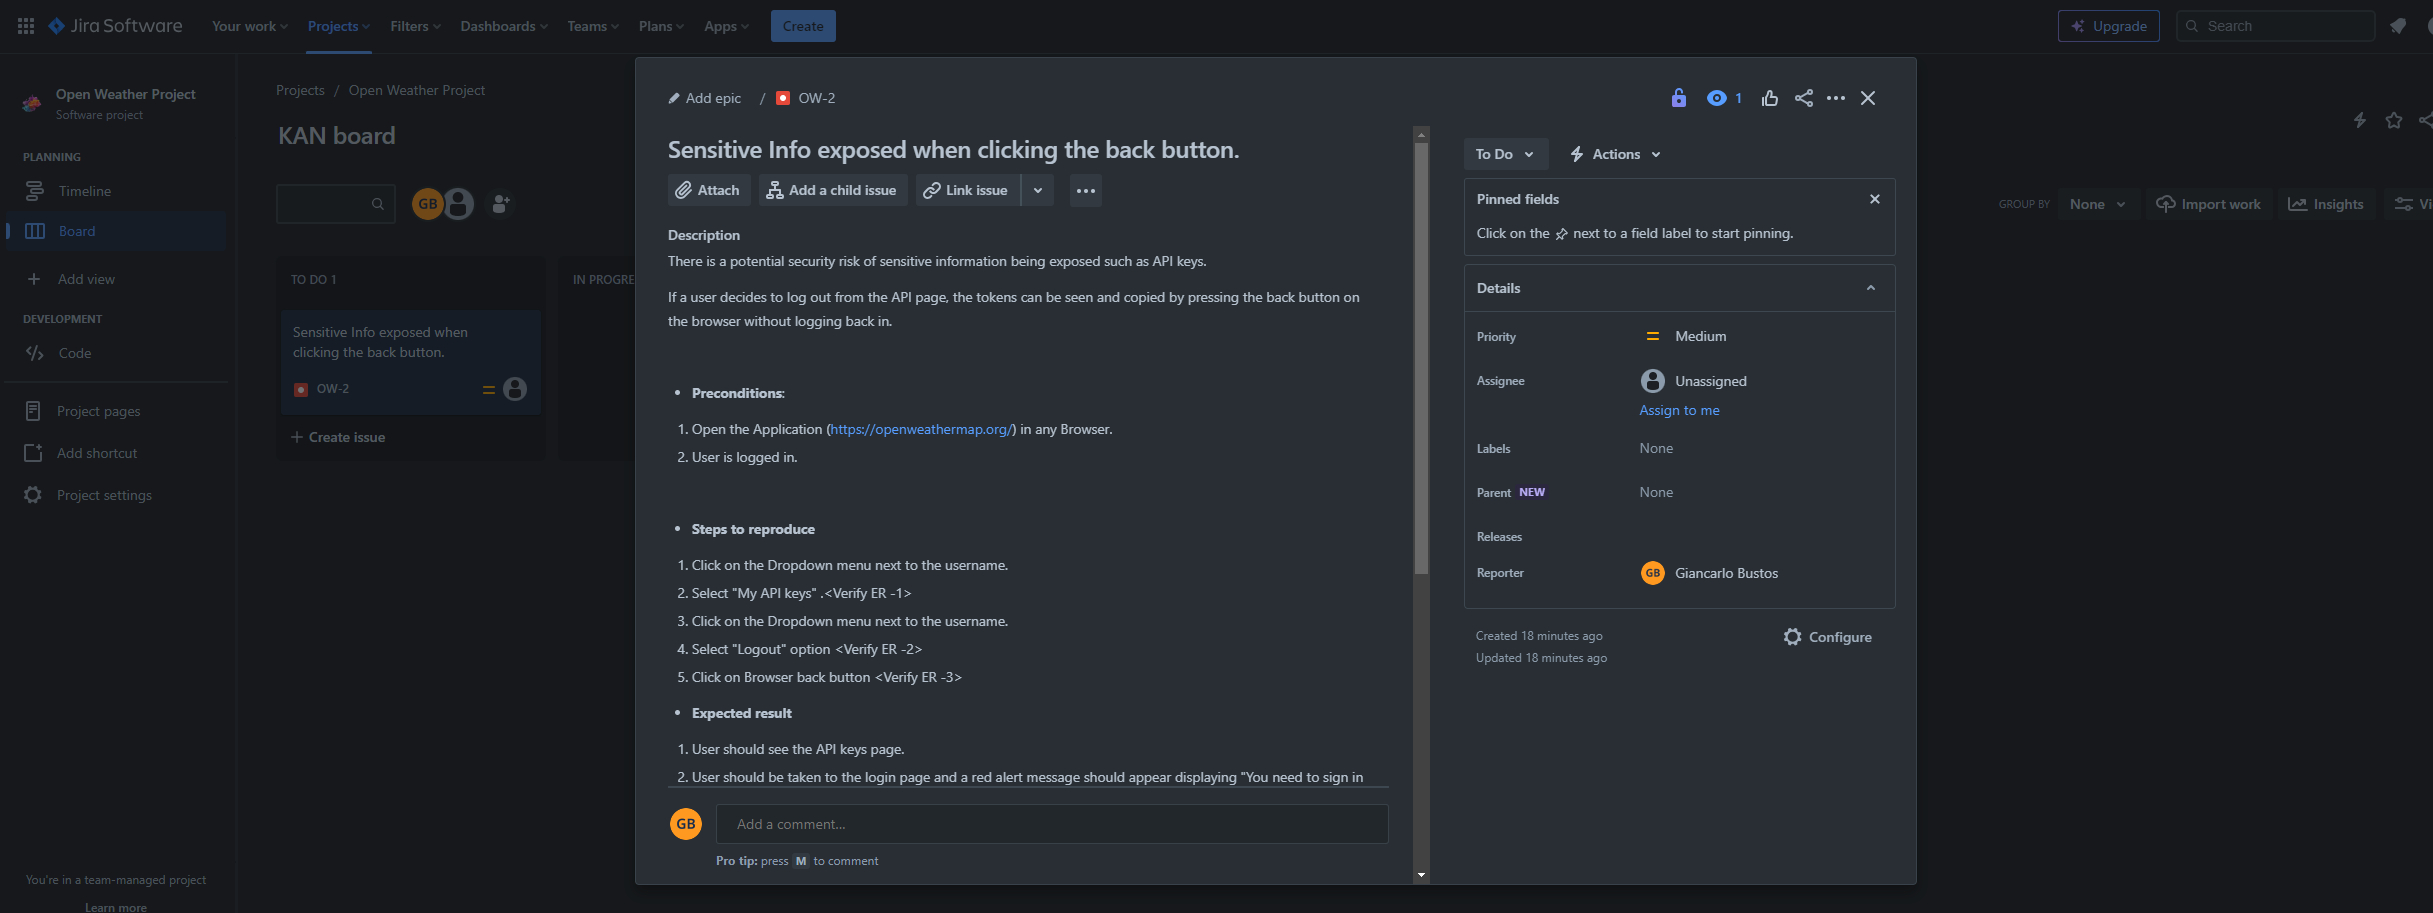 Jira Software
Your work
Projects
Filters
Dashboards
Teams
Plans
Apps
Create
Upgrade
Search
Open Weather Project
Software project
PLANNING
Timeline
Board
Add view
DEVELOPMENT
Code
Project pages
Add shortcut
Project settings
You're in a team-managed project
Learn more
Projects / Open Weather Project
KAN board
GB
GROUP BY
None
Import work
Insights
Vi
TO DO 1
Sensitive Info exposed when
clicking the back button.
OW-2
Create issue
IN PROGRE
Add epic / OW-2
1
Sensitive Info exposed when clicking the back button.
Attach
Add a child issue
Link issue
Description
There is a potential security risk of sensitive information being exposed such as API keys.
If a user decides to log out from the API page, the tokens can be seen and copied by pressing the back button on
the browser without logging back in.
• Preconditions:
1. Open the Application (https://openweathermap.org/) in any Browser.
2. User is logged in.
• Steps to reproduce
1. Click on the Dropdown menu next to the username.
2. Select "My API keys" .<Verify ER -1>
3. Click on the Dropdown menu next to the username.
4. Select "Logout" option <Verify ER -2>
5. Click on Browser back button <Verify ER -3>
• Expected result
1. User should see the API keys page.
2. User should be taken to the login page and a red alert message should appear displaying "You need to sign in
GB
Add a comment...
Pro tip: press M to comment
To Do
Actions
Pinned fields
Click on the next to a field label to start pinning.
Details
Priority
Medium
Assignee
Unassigned
Assign to me
Labels
None
Parent NEW
None
Releases
Reporter
GB Giancarlo Bustos
Created 18 minutes ago
Updated 18 minutes ago
Configure